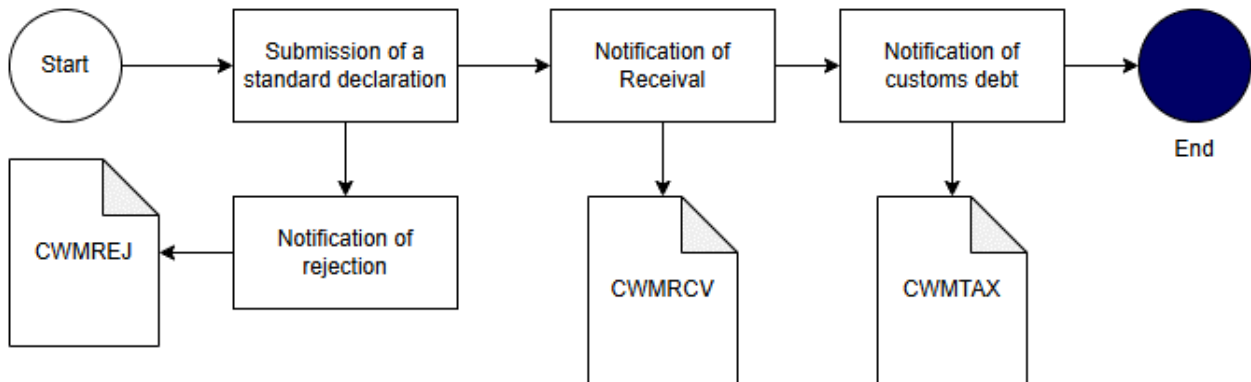 Start
Submission of a
standard declaration
Notification of
Receival
Notification of
customs debt
End
CWMREJ
Notification of
rejection
CWMRCV
CWMTAX